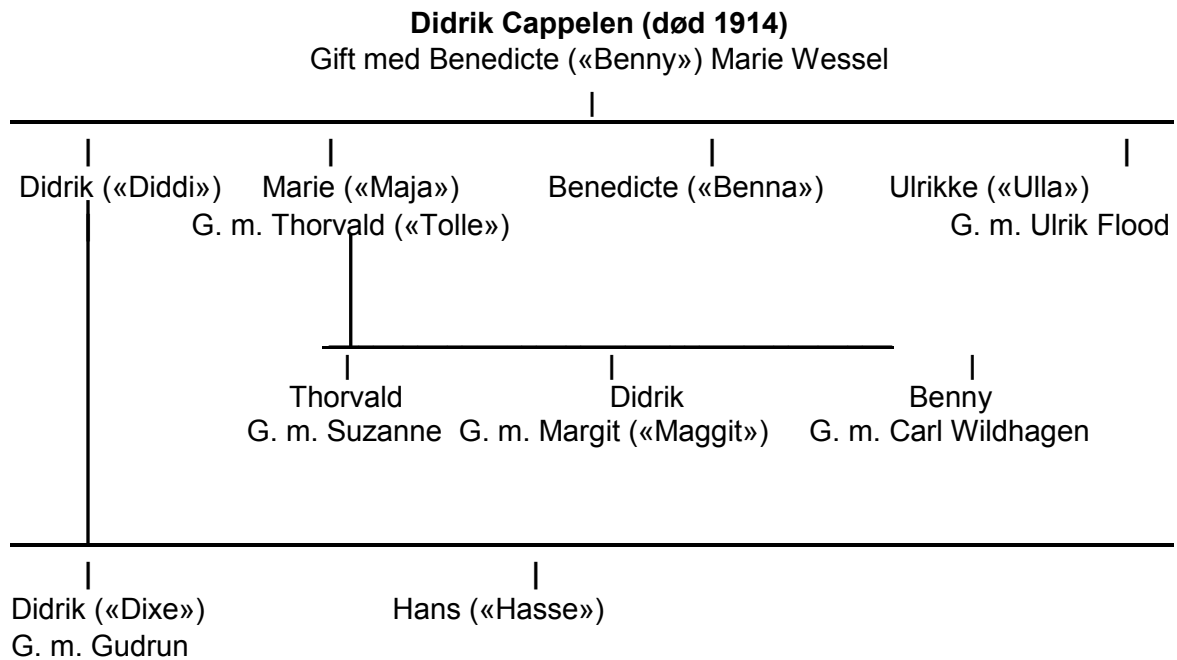 Didrik Cappelen (død 1914)
Gift med Benedicte («Benny») Marie Wessel
Didrik («Diddi») Marie («Maja») Benedicte («Benna») Ulrikke («Ulla»)
G. m. Thorvald («Tolle») G. m. Ulrik Flood
Thorvald Didrik Benny
G. m. Suzanne G. m. Margit («Maggit») G. m. Carl Wildhagen
Didrik («Dixe») Hans («Hasse»)
G. m. Gudrun